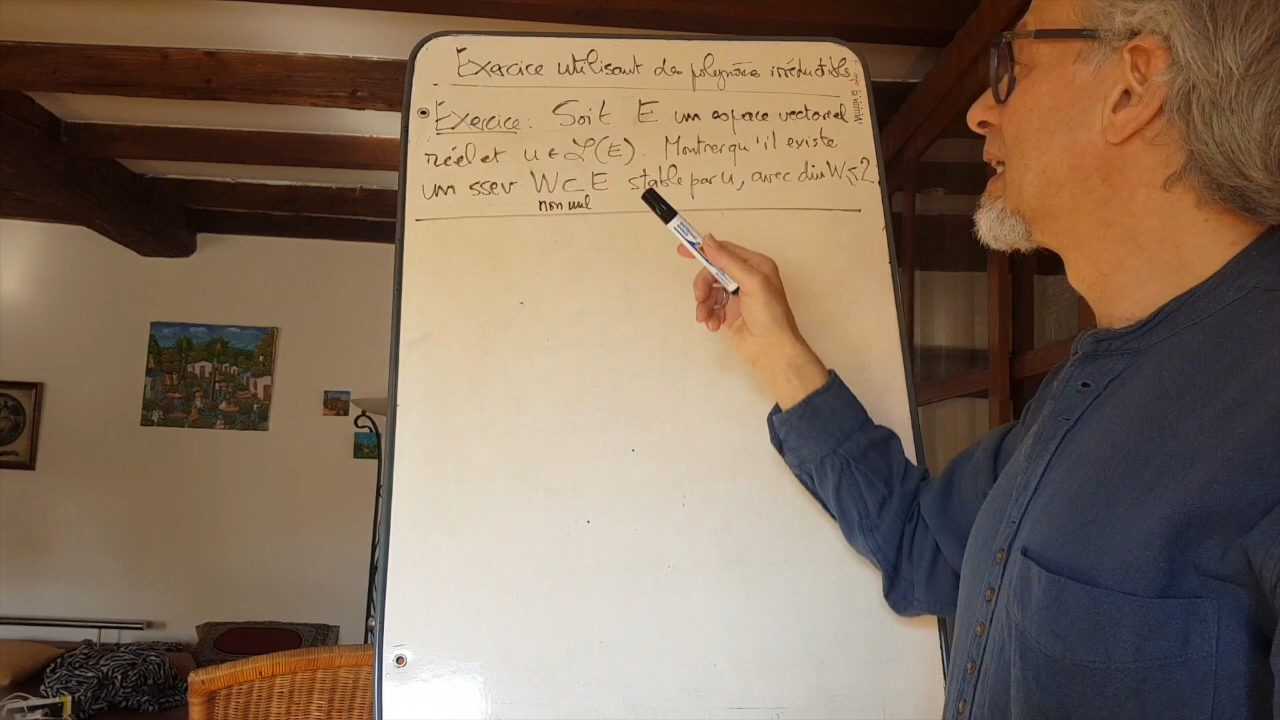 Exercice utilisant des polynômes irréductibles
Exercice : Soit E un espace vectoriel
réel et u ∈ ℒ(E). Montrer qu'il existe
un ssev W ⊂ E stable par u, avec dim W ≤ 2
non nul